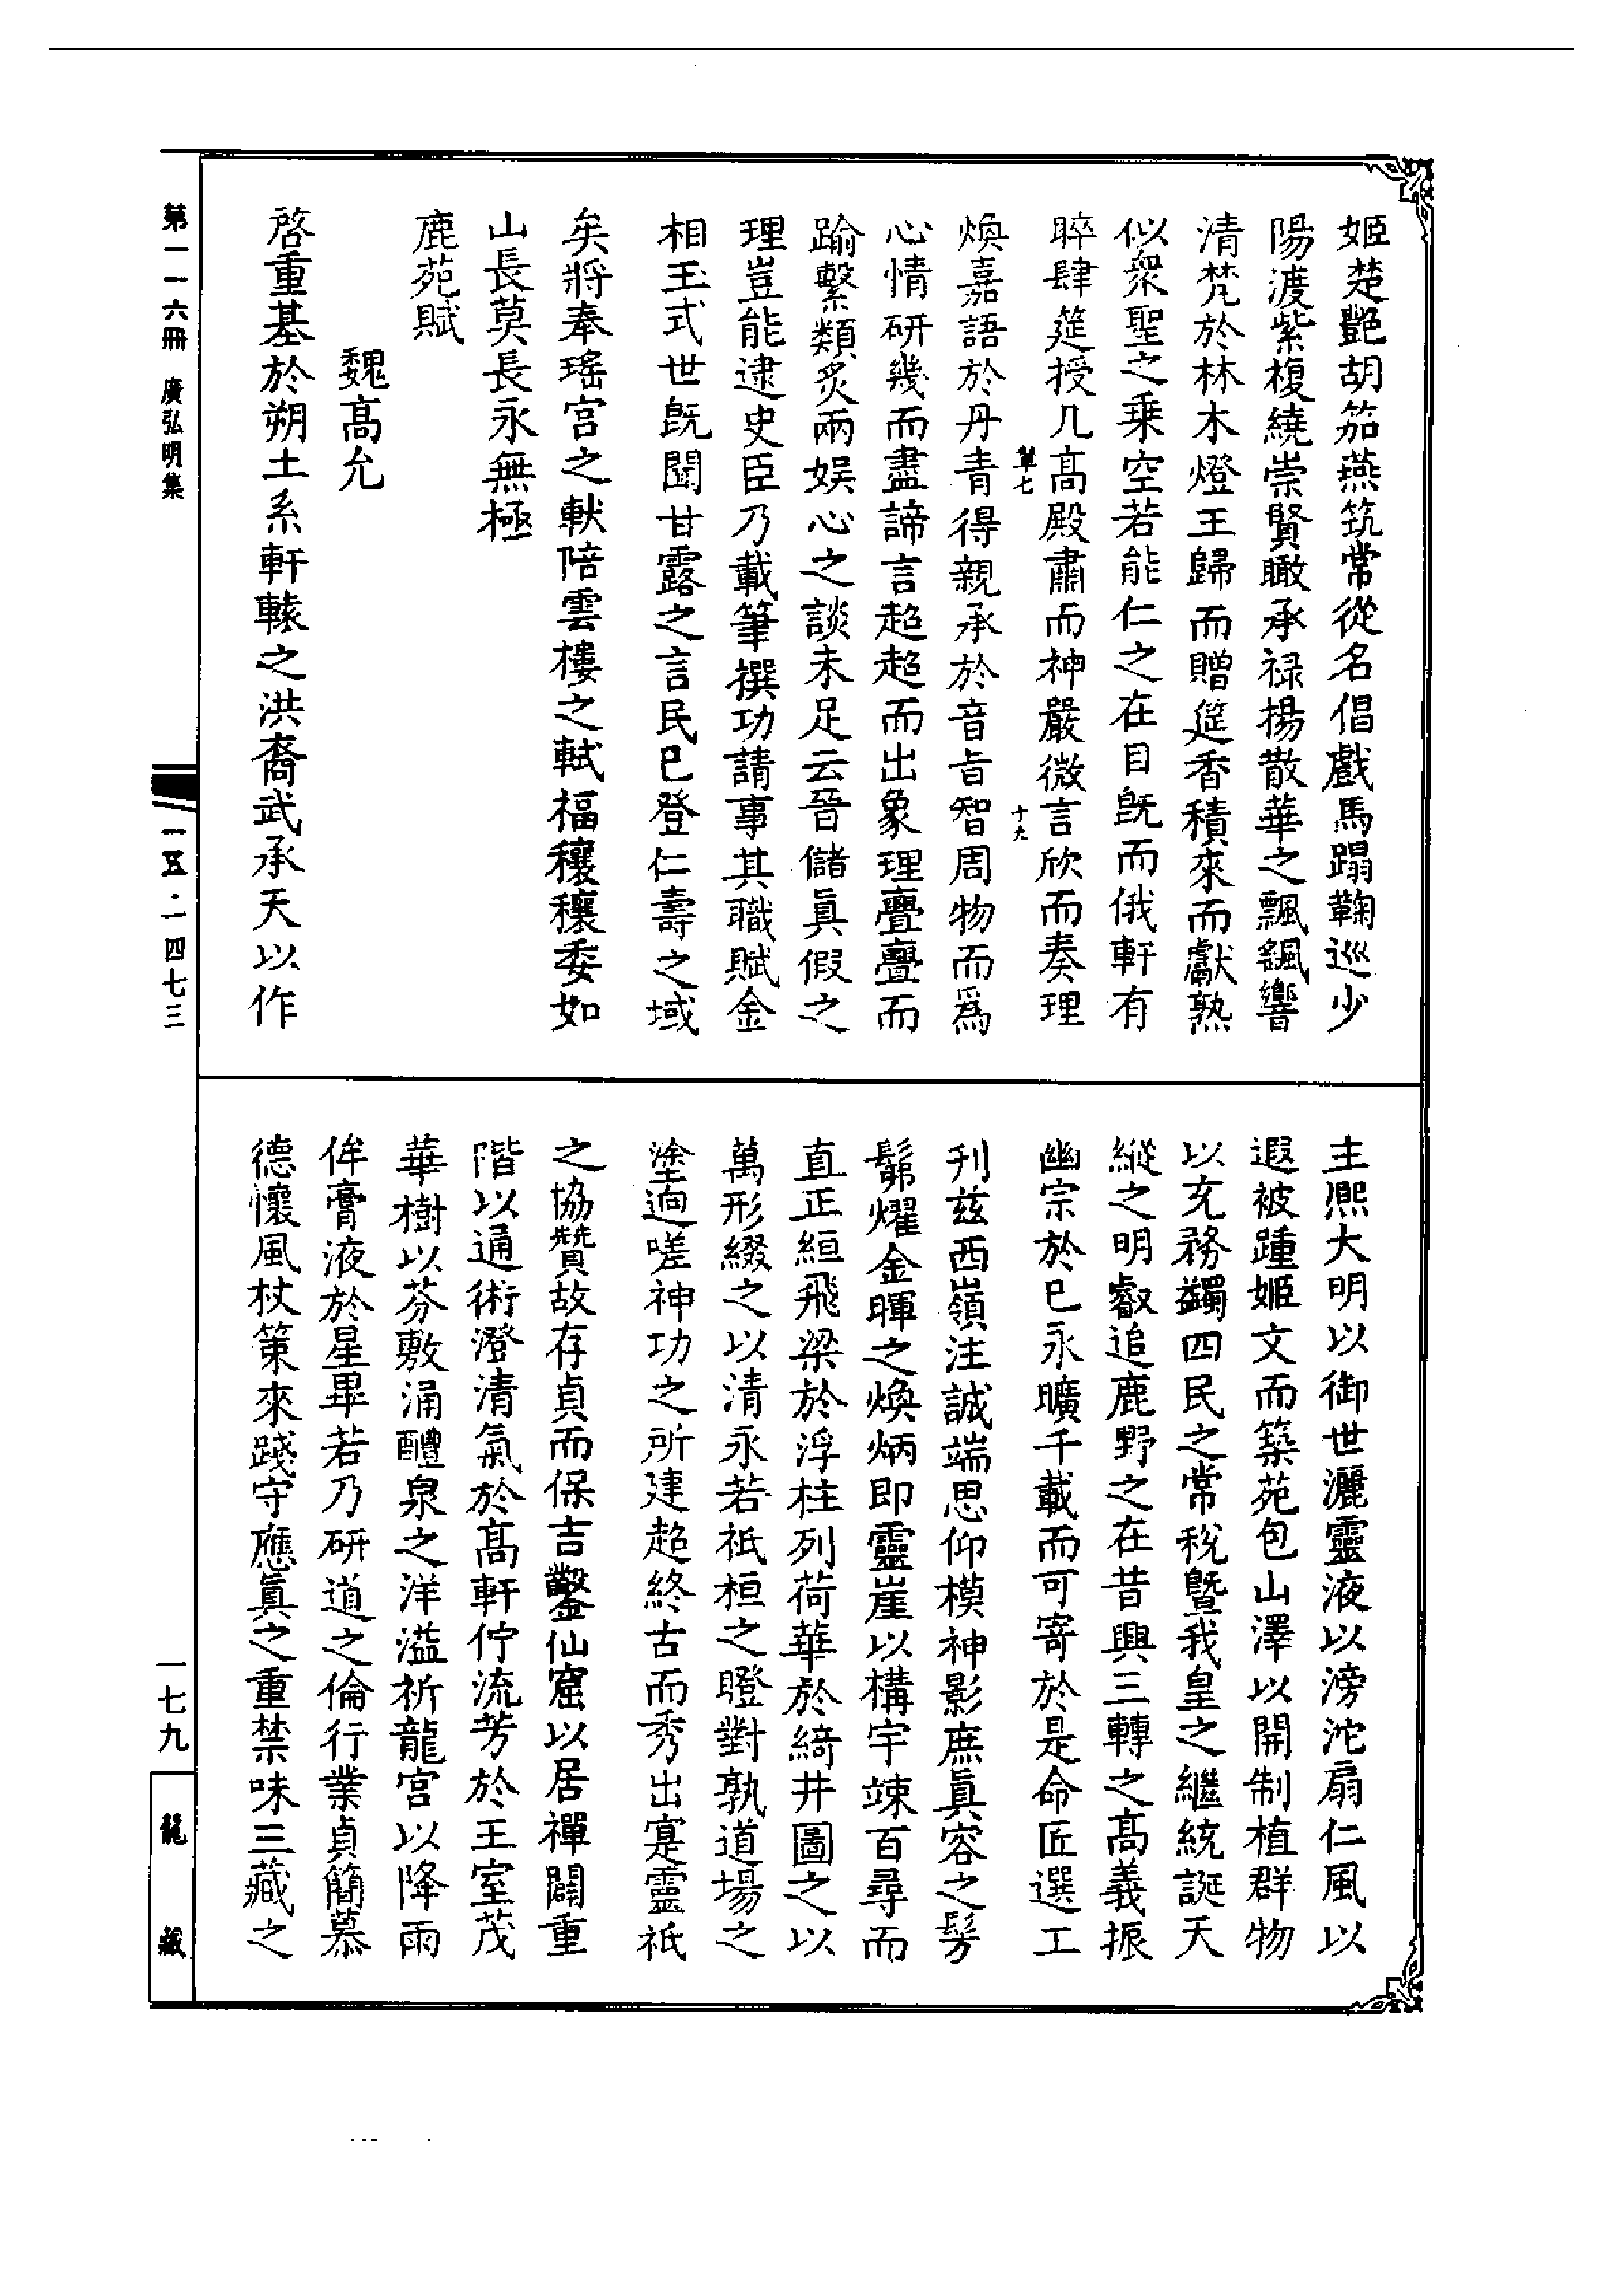 姬楚艷胡笳燕筑常從名倡戲馬蹋鞠巡少
陽渡紫複繞崇賢瞰承禄揚散華之飄颻響
清梵於林木燈王歸而贈筵香積來而獻熟
似衆聖之乗空若能仁之在目旣而俄軒有
睟肆筵授几髙殿肅而神嚴微言欣而奏理
羣七
十九
煥嘉語於丹青得親承於音旨智周物而爲
心情研幾而盡諦言超超而出象理亹亹而
踰繫類炙兩娱心之談未足云晉儲眞假之
理豈能逮史臣乃載筆撰功請事其職賦金
相玉式世旣聞甘露之言民已登仁壽之域
矣將奉瑤宫之軑陪雲樓之軾福穰穰委如
山長莫長永無極
鹿苑賦
魏髙允
啓重基於朔土系軒轅之洪裔武承天以作
主熈大明以御世灑靈液以滂沱扇仁風以
遐被踵姬文而築苑包山澤以開制植群物
以充務蠲四民之常税暨我皇之繼統誕天
縱之明叡追鹿野之在昔興三轉之髙義振
幽宗於已永曠千載而可寄於是命匠選工
刋兹西嶺注誠端思仰模神影庶眞容之髣
髴燿金暉之煥炳即靈崖以構宇竦百尋而
直正絙飛梁於浮柱列荷華於綺井圖之以
萬形綴之以清永若祇桓之瞪對孰道場之
塗逈嗟神功之所建超終古而秀出寔靈祇
之協贊故存貞而保吉鑿仙窟以居禪闢重
階以通術澄清氣於髙軒佇流芳於王室茂
華樹以芬敷涌醴泉之洋溢祈龍宫以降雨
侔膏液於星畢若乃研道之倫行業貞簡慕
德懷風杖策來踐守應眞之重禁味三藏之
第一一六冊 廣弘明集
一五·一四七三
一七九
龍藏